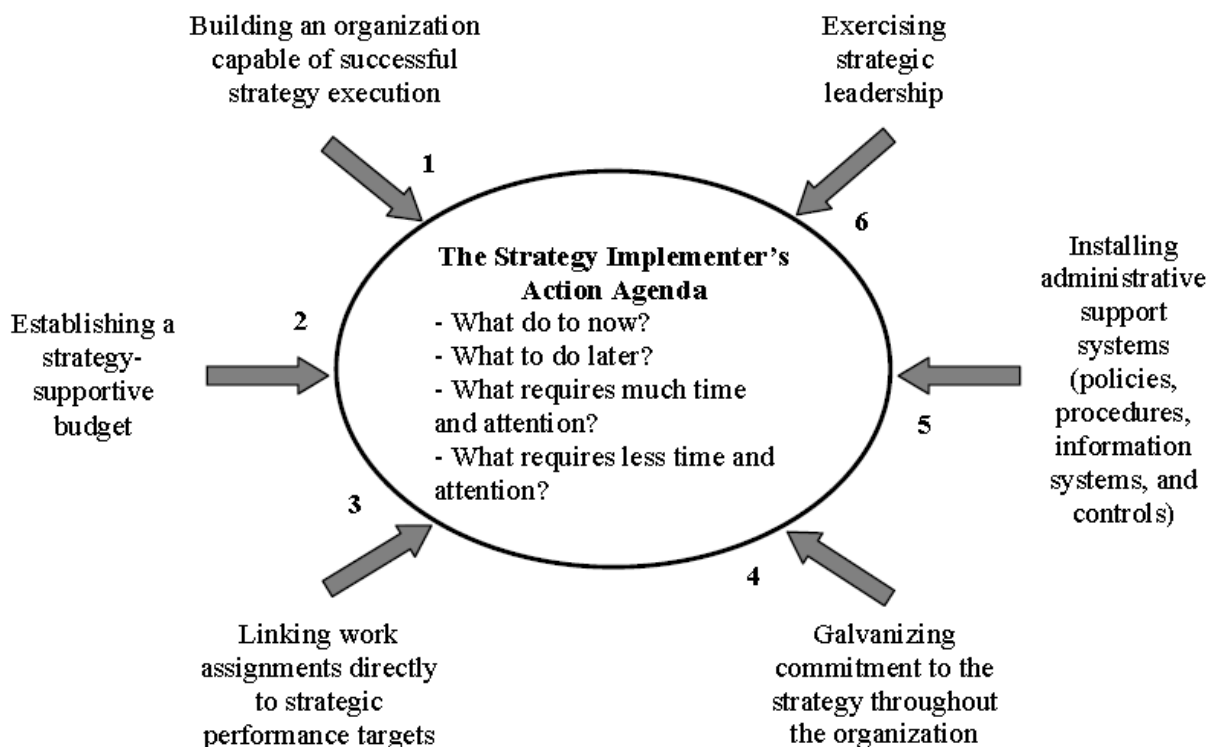 Building an organization
capable of successful
strategy execution
Exercising
strategic
leadership
1
6
The Strategy Implementer’s
Action Agenda
- What do to now?
- What to do later?
- What requires much time
and attention?
- What requires less time and
attention?
2
Establishing a
strategy-
supportive
budget
Installing
administrative
support
systems
(policies,
procedures,
information
systems, and
controls)
5
3
4
Linking work
assignments directly
to strategic
performance targets
Galvanizing
commitment to the
strategy throughout
the organization